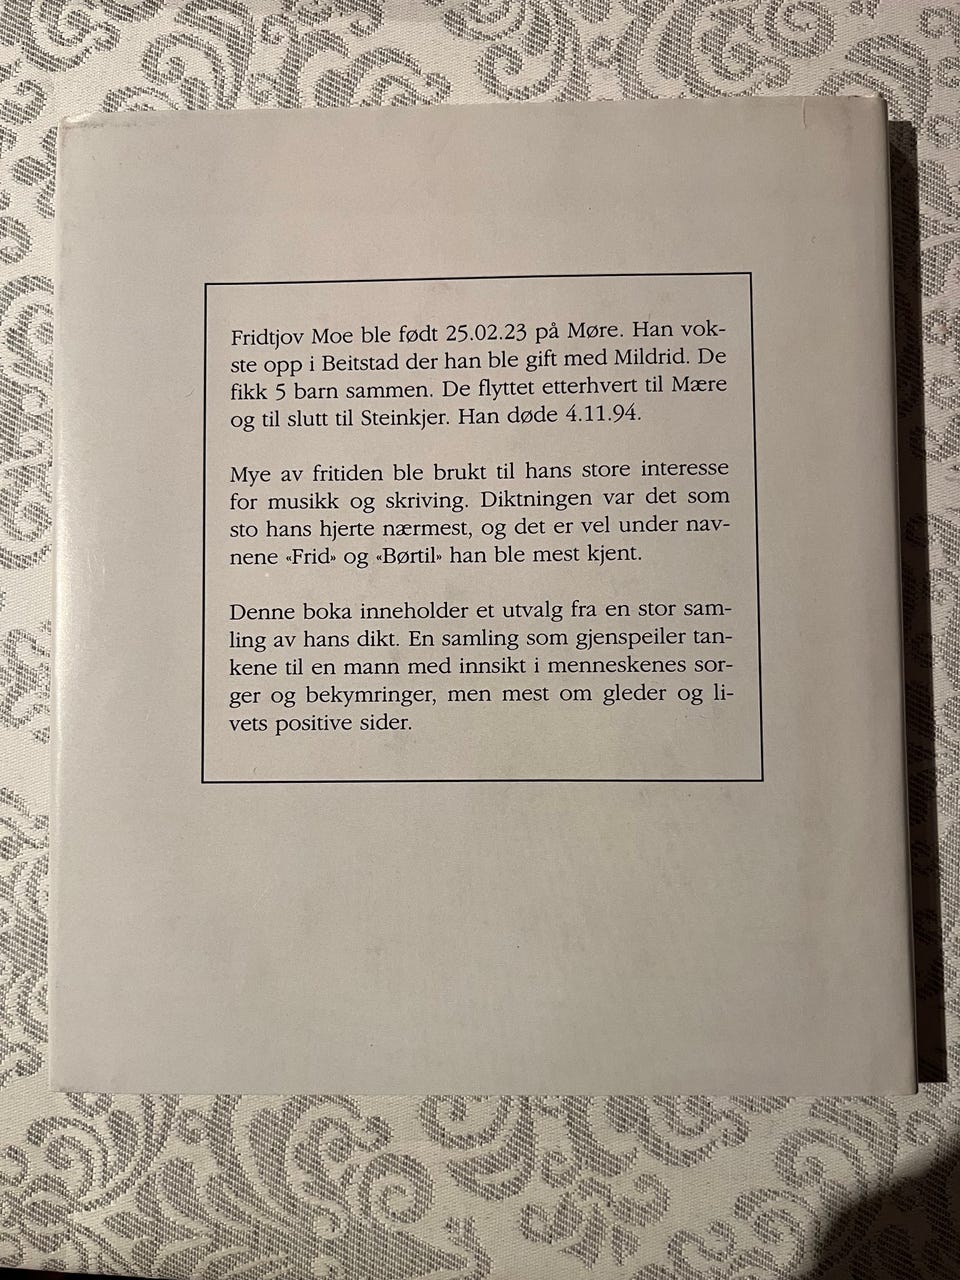 Fridtjov Moe ble født 25.02.23 på Møre. Han vok-
ste opp i Beitstad der han ble gift med Mildrid. De
fikk 5 barn sammen. De flyttet etterhvert til Mære
og til slutt til Steinkjer. Han døde 4.11.94.
Mye av fritiden ble brukt til hans store interesse
for musikk og skriving. Diktningen var det som
sto hans hjerte nærmest, og det er vel under nav-
nene «Frid» og «Børtil» han ble mest kjent.
Denne boka inneholder et utvalg fra en stor sam-
ling av hans dikt. En samling som gjenspeiler tan-
kene til en mann med innsikt i menneskenes sor-
ger og bekymringer, men mest om gleder og li-
vets positive sider.